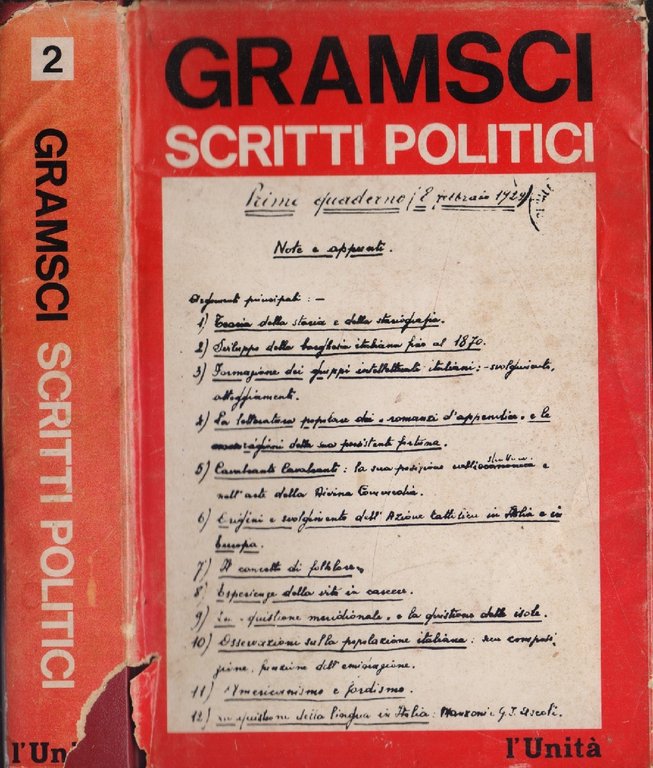 2
GRAMSCI SCRITTI POLITICI
l'Uni
GRAMSCI
SCRITTI POLITICI
Primo quaderno (8 febbraio 1929)
Note e appunti.
Argomenti principali: —
1) Teoria della storia e della storiografia.
2) Sviluppo della borghesia italiana fino al 1870.
3) Formazione dei gruppi intellettuali italiani: – svolgimento,
atteggiamenti.
4) La letteratura popolare dei "romanzi d'appendice" e le
ragioni della sua persistente fortuna.
5) Cavalcante Cavalcanti: la sua posizione nella struttura e
nell'arte della Divina Commedia.
6) Origini e svolgimento dell'Azione Cattolica in Italia e in
Europa.
7) Il concetto di folklore.
8) Esperienze della vita in carcere.
9) La "quistione meridionale" e la quistione delle isole.
10) Osservazioni sulla popolazione italiana: sua composi-
zione, funzione dell'emigrazione.
11) Americanismo e fordismo.
12) La quistione della lingua in Italia: Manzoni e G. I. Ascoli.
l'Unità